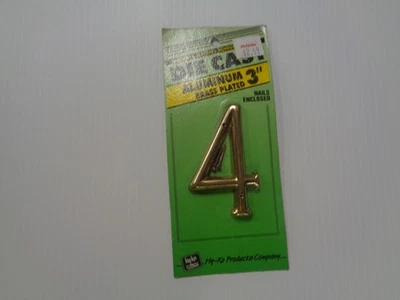 DIE CAST
ALUMINUM 3"
BRASS PLATED
NAILS
ENCLOSED
4
Hy-Ko Products Company